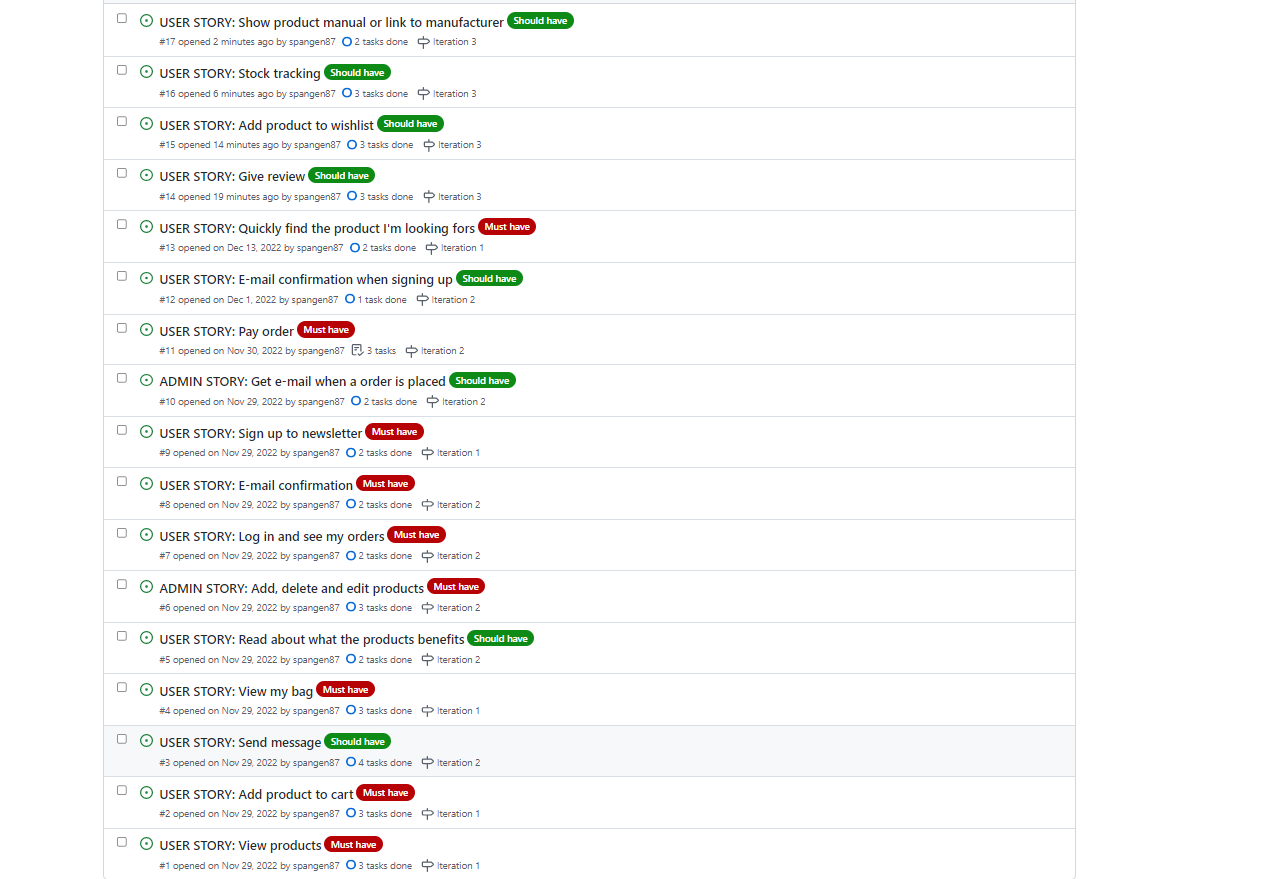 USER STORY: Show product manual or link to manufacturer Should have
#17 opened 2 minutes ago by spangen87 2 tasks done Iteration 3
USER STORY: Stock tracking Should have
#16 opened 6 minutes ago by spangen87 3 tasks done Iteration 3
USER STORY: Add product to wishlist Should have
#15 opened 14 minutes ago by spangen87 3 tasks done Iteration 3
USER STORY: Give review Should have
#14 opened 19 minutes ago by spangen87 3 tasks done Iteration 3
USER STORY: Quickly find the product I'm looking fors Must have
#13 opened on Dec 13, 2022 by spangen87 2 tasks done Iteration 1
USER STORY: E-mail confirmation when signing up Should have
#12 opened on Dec 1, 2022 by spangen87 1 task done Iteration 2
USER STORY: Pay order Must have
#11 opened on Nov 30, 2022 by spangen87 3 tasks Iteration 2
ADMIN STORY: Get e-mail when a order is placed Should have
#10 opened on Nov 29, 2022 by spangen87 2 tasks done Iteration 2
USER STORY: Sign up to newsletter Must have
#9 opened on Nov 29, 2022 by spangen87 2 tasks done Iteration 1
USER STORY: E-mail confirmation Must have
#8 opened on Nov 29, 2022 by spangen87 2 tasks done Iteration 2
USER STORY: Log in and see my orders Must have
#7 opened on Nov 29, 2022 by spangen87 2 tasks done Iteration 2
ADMIN STORY: Add, delete and edit products Must have
#6 opened on Nov 29, 2022 by spangen87 3 tasks done Iteration 2
USER STORY: Read about what the products benefits Should have
#5 opened on Nov 29, 2022 by spangen87 2 tasks done Iteration 2
USER STORY: View my bag Must have
#4 opened on Nov 29, 2022 by spangen87 3 tasks done Iteration 1
USER STORY: Send message Should have
#3 opened on Nov 29, 2022 by spangen87 4 tasks done Iteration 2
USER STORY: Add product to cart Must have
#2 opened on Nov 29, 2022 by spangen87 3 tasks done Iteration 1
USER STORY: View products Must have
#1 opened on Nov 29, 2022 by spangen87 3 tasks done Iteration 1